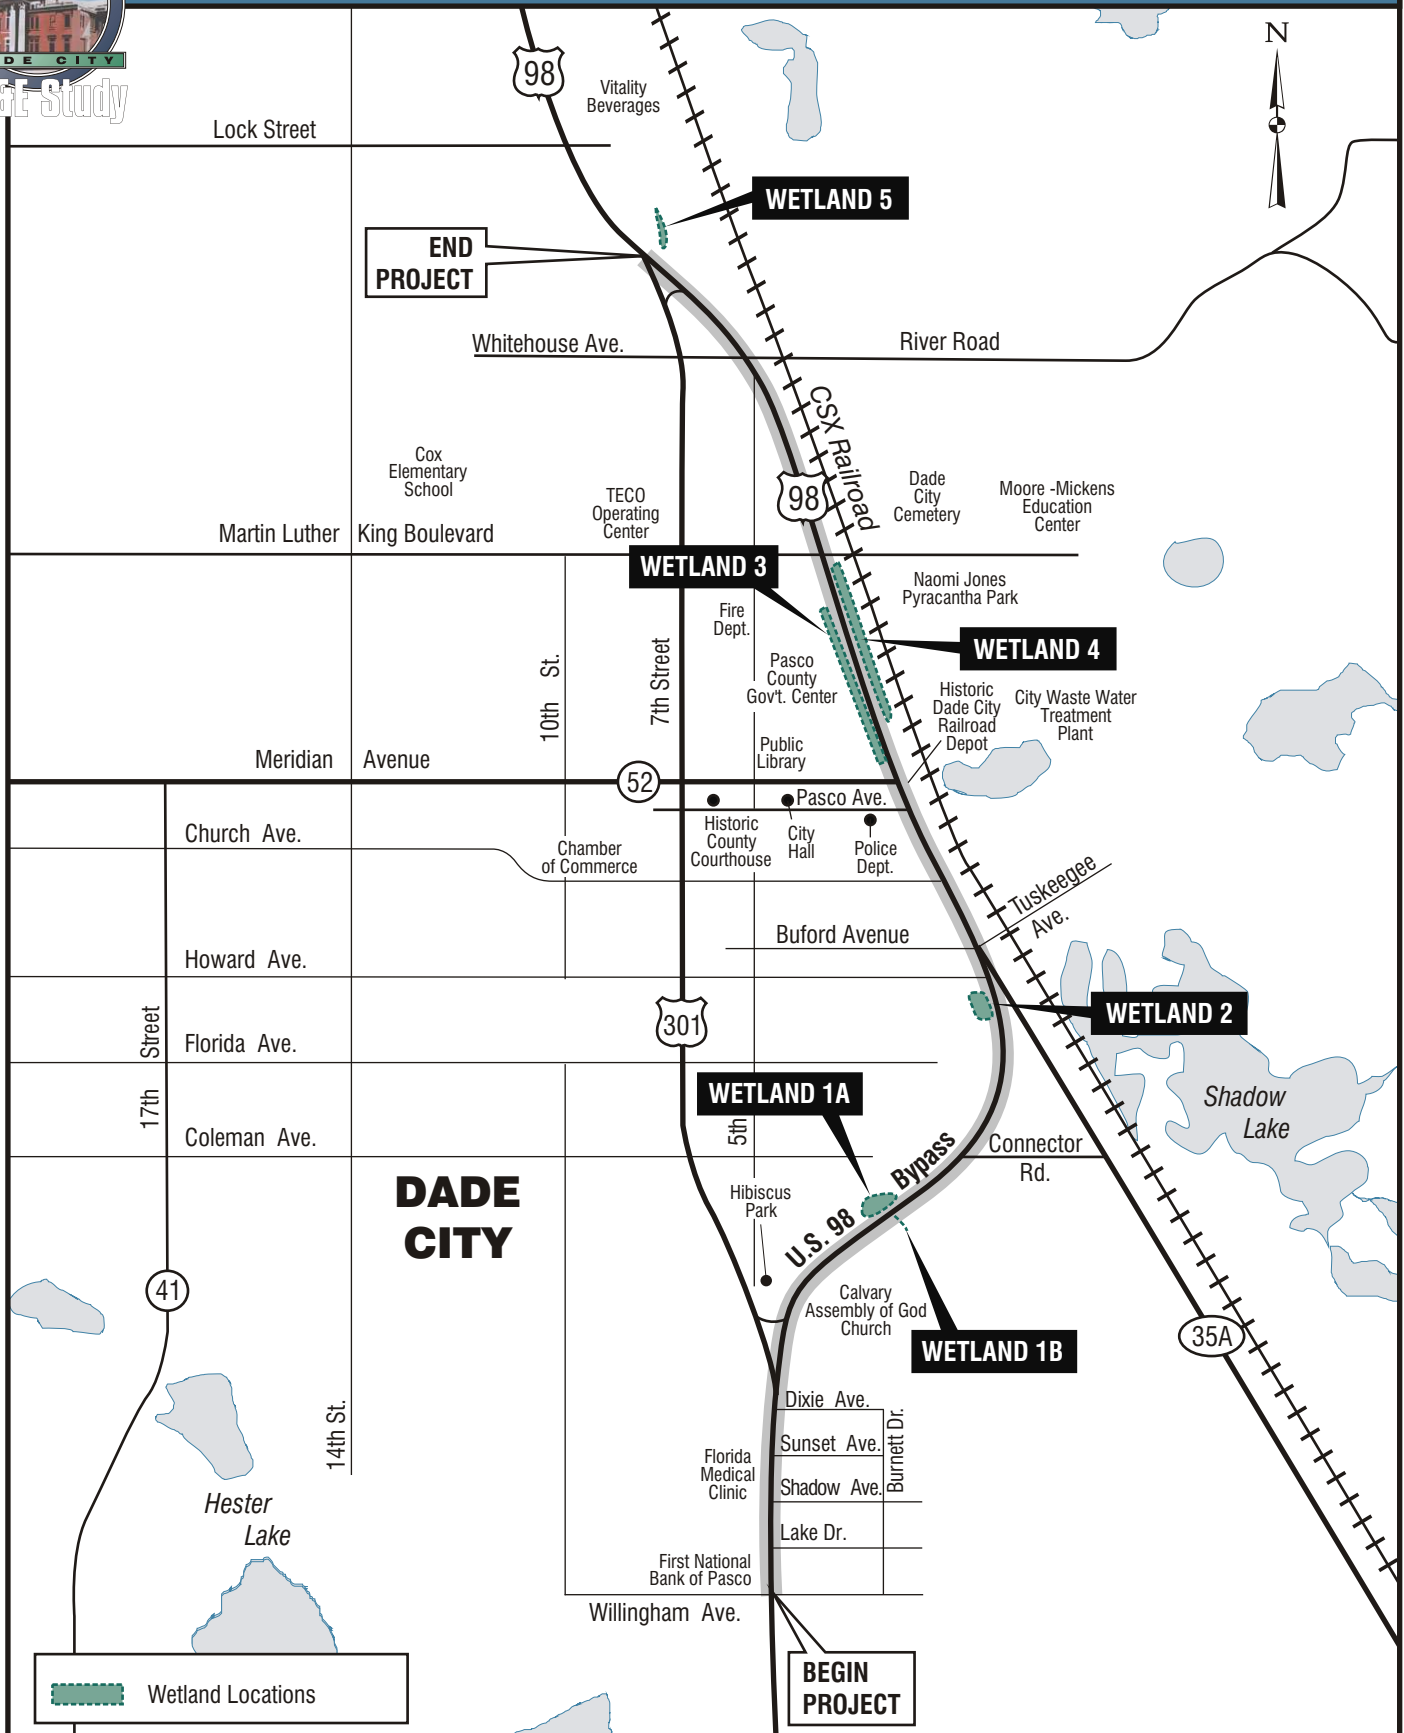 DE CITY
&E Study
N
98
Vitality
Beverages
Lock Street
WETLAND 5
END
PROJECT
Whitehouse Ave.
River Road
CSX Railroad
Cox
Elementary
School
TECO
Operating
Center
98
Dade
City
Cemetery
Moore -Mickens
Education
Center
Martin Luther King Boulevard
WETLAND 3
Naomi Jones
Pyracantha Park
Fire
Dept.
WETLAND 4
10th St.
7th Street
Pasco
County
Gov't. Center
Historic
Dade City
Railroad
Depot
City Waste Water
Treatment
Plant
Public
Library
Meridian Avenue
52
Pasco Ave.
Church Ave.
Historic
County
Courthouse
City
Hall
Police
Dept.
Chamber
of Commerce
Tuskeegee
Ave.
Buford Avenue
Howard Ave.
WETLAND 2
301
17th Street
Florida Ave.
WETLAND 1A
Shadow
Lake
5th
Coleman Ave.
Connector
Rd.
DADE
CITY
Hibiscus
Park
U.S. 98 Bypass
41
Calvary
Assembly of God
Church
WETLAND 1B
35A
14th St.
Dixie Ave.
Sunset Ave.
Burnett Dr.
Florida
Medical
Clinic
Shadow Ave.
Hester
Lake
Lake Dr.
First National
Bank of Pasco
Willingham Ave.
BEGIN
PROJECT
Wetland Locations